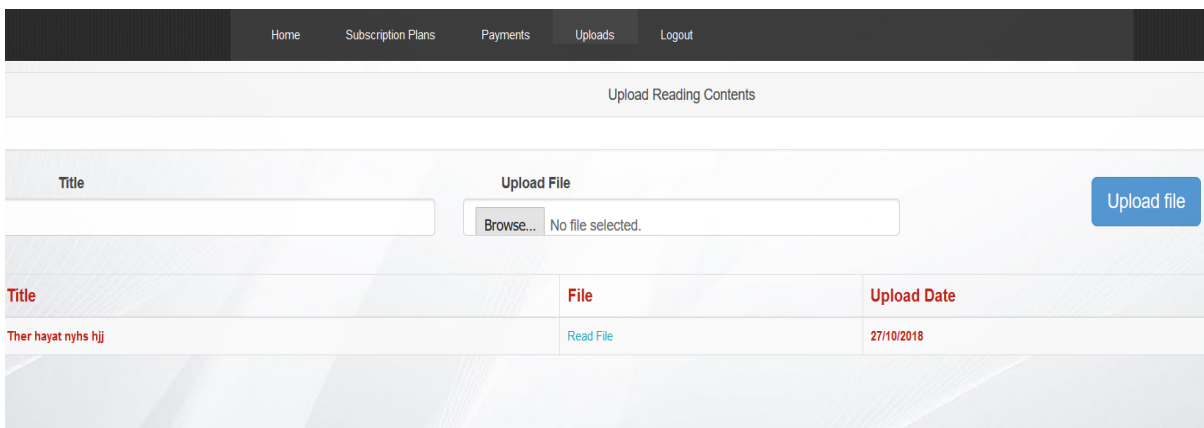 Home Subscription Plans Payments Uploads Logout
Upload Reading Contents
Title Upload File
Browse... No file selected. Upload file
Title File Upload Date
Ther hayat nyhs hjj Read File 27/10/2018